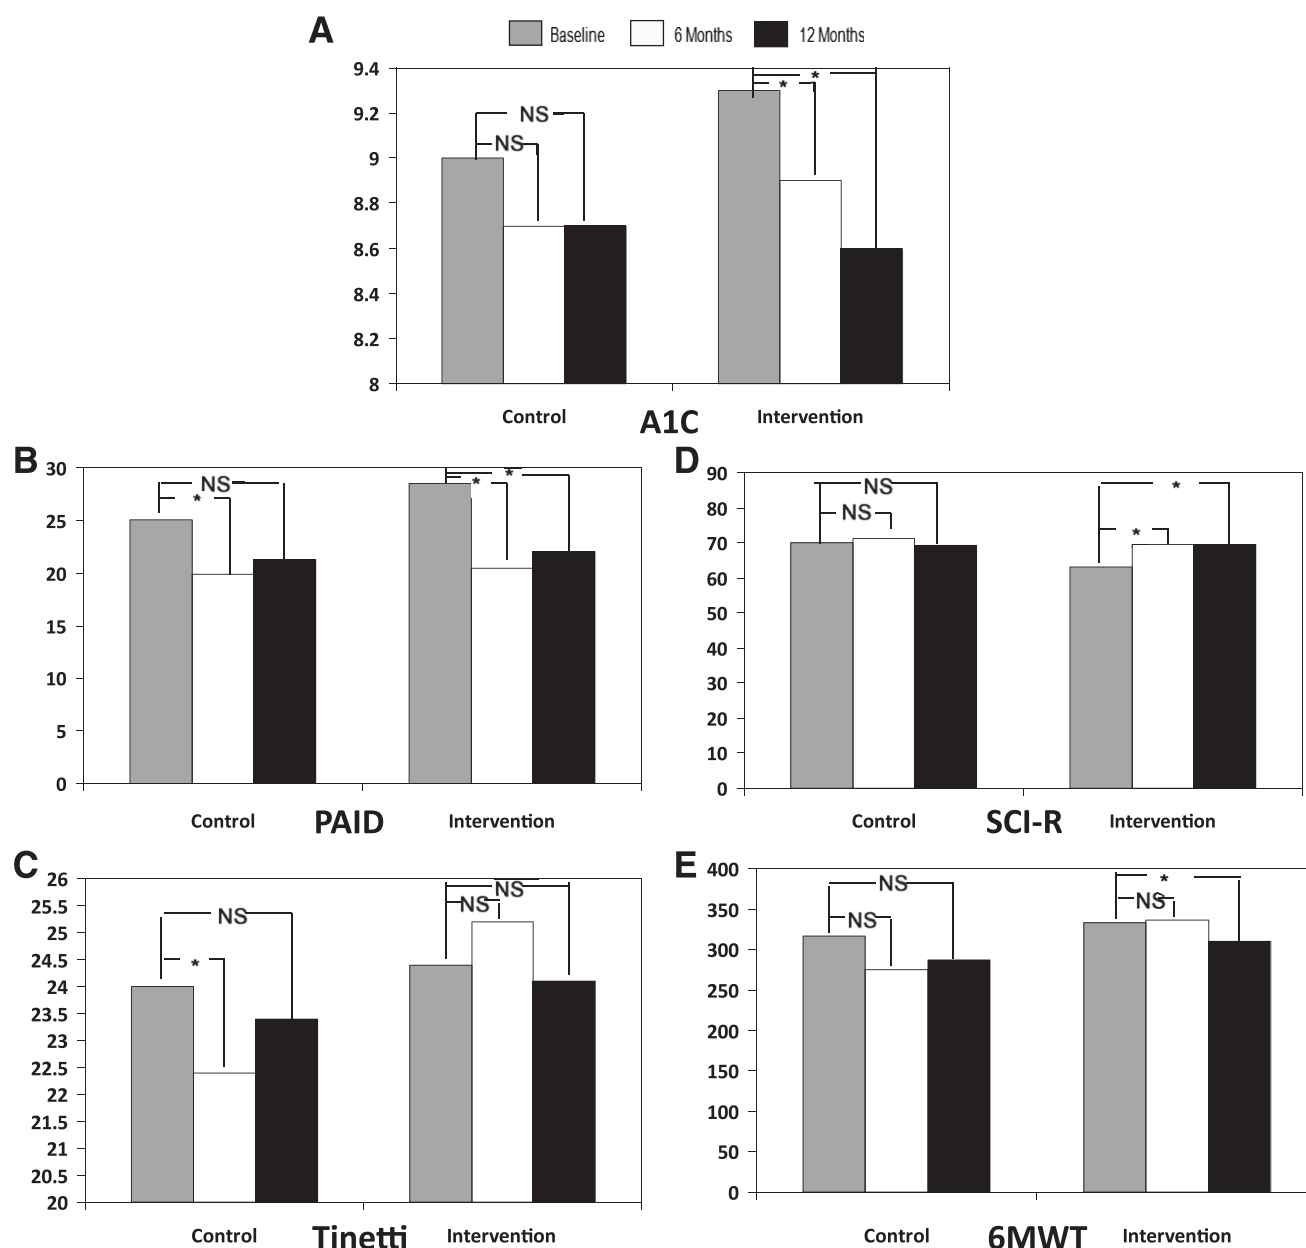 A
Baseline 6 Months 12 Months
9.4
9.2
9
8.8
8.6
8.4
8.2
8
NS
NS
*
*
Control A1C Intervention
B
30
25
20
15
10
5
0
NS
*
*
*
Control PAID Intervention
D
90
80
70
60
50
40
30
20
10
0
NS
NS
*
*
Control SCI-R Intervention
C
26
25.5
25
24.5
24
23.5
23
22.5
22
21.5
21
20.5
20
NS
*
NS
NS
Control Tinetti Intervention
E
400
350
300
250
200
150
100
50
0
NS
NS
*
NS
Control 6MWT Intervention